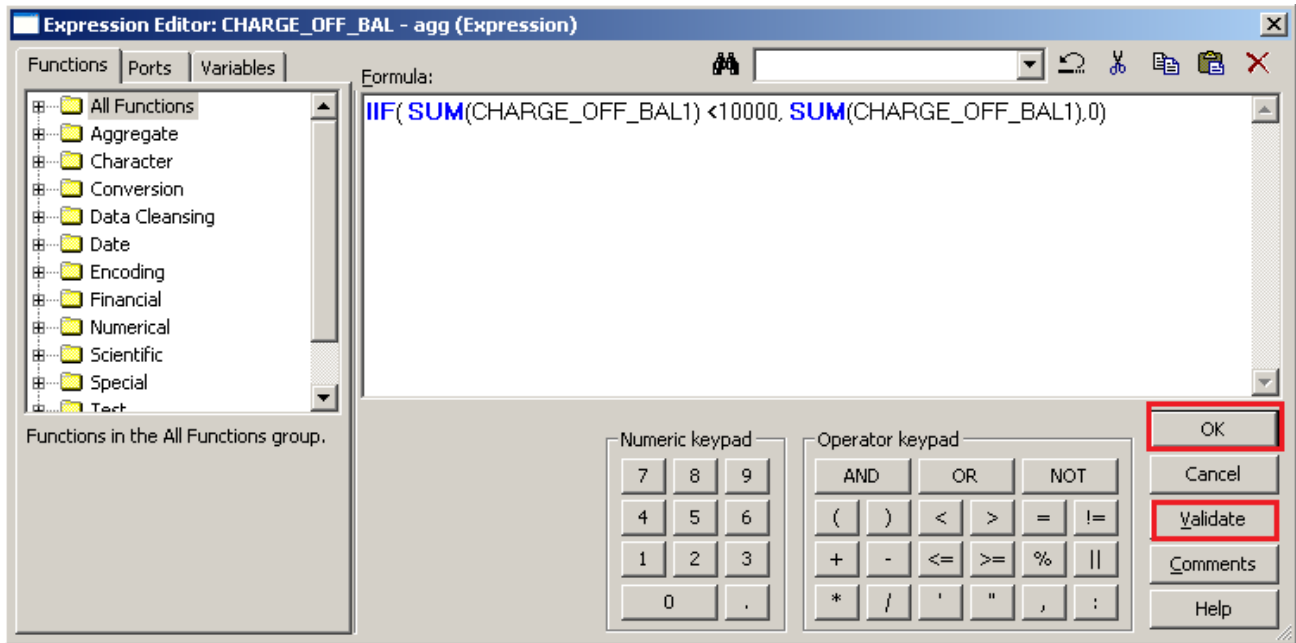 Expression Editor: CHARGE_OFF_BAL - agg (Expression)
Functions Ports Variables
Formula:
All Functions
Aggregate
Character
Conversion
Data Cleansing
Date
Encoding
Financial
Numerical
Scientific
Special
Test
Functions in the All Functions group.
IIF( SUM(CHARGE_OFF_BAL1) <10000, SUM(CHARGE_OFF_BAL1),0)
Numeric keypad
7 8 9
4 5 6
1 2 3
0 .
Operator keypad
AND OR NOT
( ) < > = !=
+ - <= >= % ||
* / ' " , :
OK
Cancel
Validate
Comments
Help